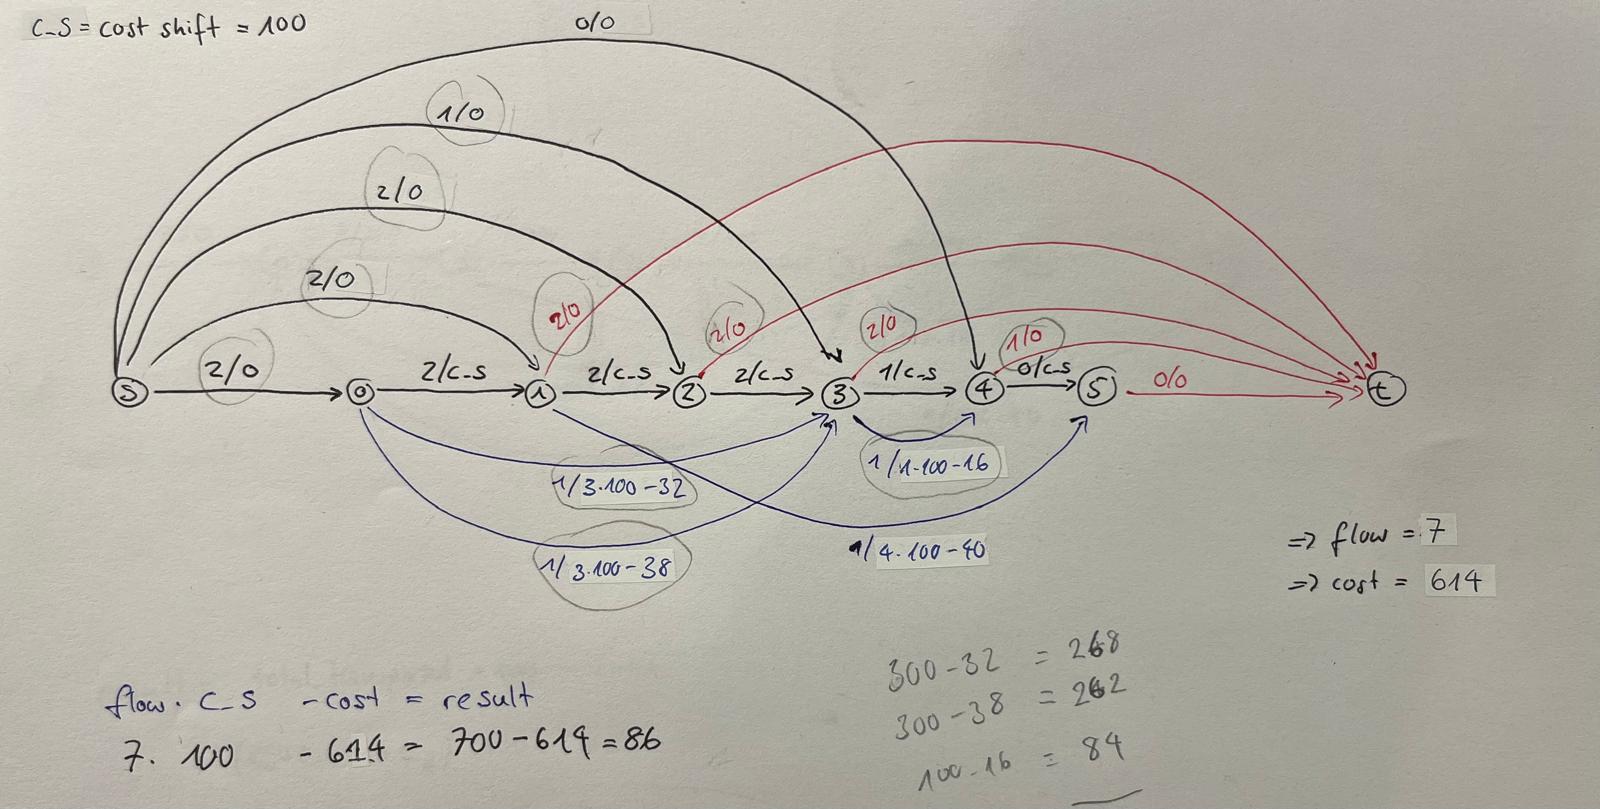 c_s = cost shift = 100
0/0
1/0
2/0
2/0
2/0
2/0
2/0
1/0
2/0
2/c_s
2/c_s
2/c_s
1/c_s
0/c_s
0/0
s
0
1
2
3
4
5
t
1/3·100-32
1/1·100-16
1/3·100-38
1/4·100-40
=> flow = 7
=> cost = 614
300-32 = 268
300-38 = 262
100-16 = 84
flow · c_s - cost = result
7 · 100 - 614 = 700-614 = 86